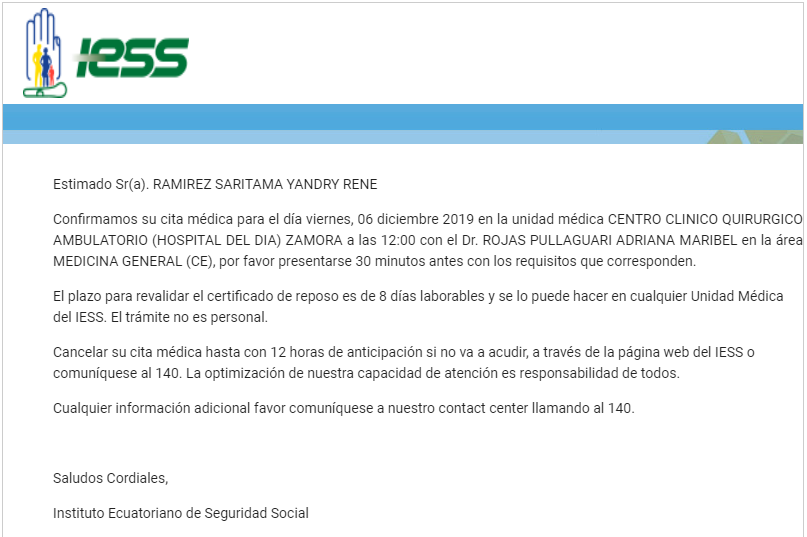 IESS
Estimado Sr(a). RAMIREZ SARITAMA YANDRY RENE
Confirmamos su cita médica para el día viernes, 06 diciembre 2019 en la unidad médica CENTRO CLINICO QUIRURGICO
AMBULATORIO (HOSPITAL DEL DIA) ZAMORA a las 12:00 con el Dr. ROJAS PULLAGUARI ADRIANA MARIBEL en la área
MEDICINA GENERAL (CE), por favor presentarse 30 minutos antes con los requisitos que corresponden.
El plazo para revalidar el certificado de reposo es de 8 días laborables y se lo puede hacer en cualquier Unidad Médica
del IESS. El trámite no es personal.
Cancelar su cita médica hasta con 12 horas de anticipación si no va a acudir, a través de la página web del IESS o
comuníquese al 140. La optimización de nuestra capacidad de atención es responsabilidad de todos.
Cualquier información adicional favor comuníquese a nuestro contact center llamando al 140.
Saludos Cordiales,
Instituto Ecuatoriano de Seguridad Social